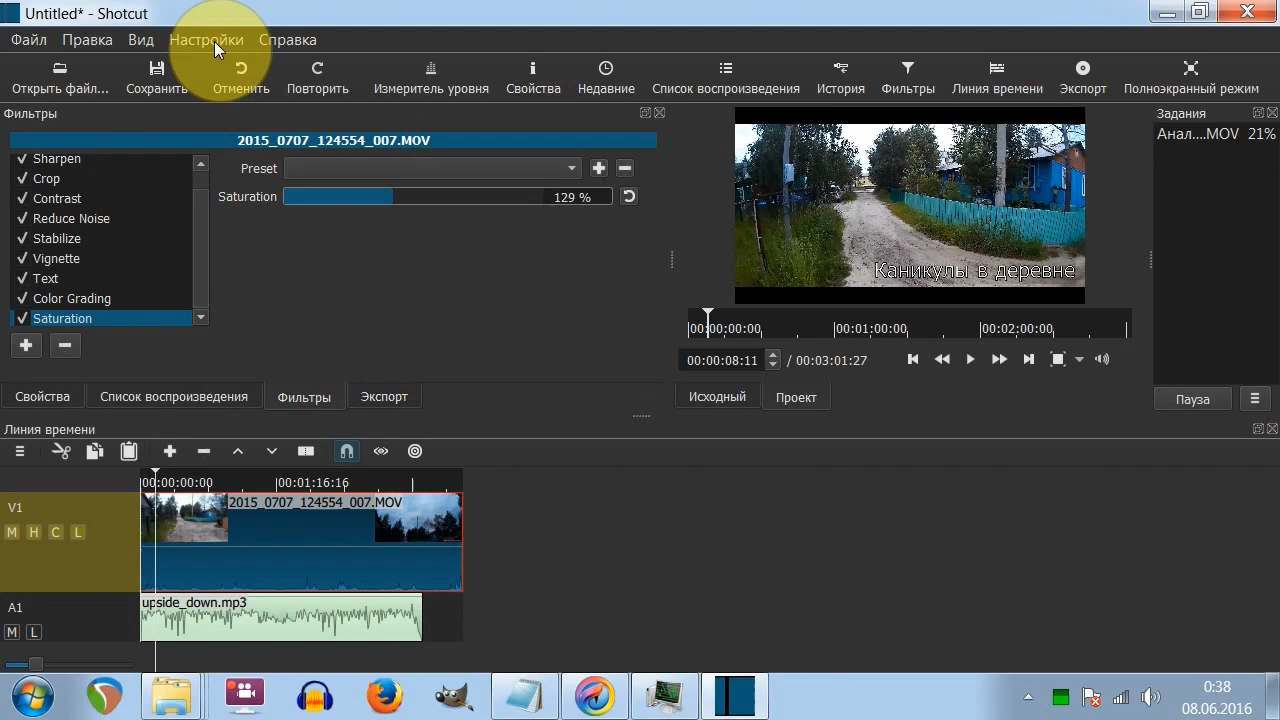 Untitled* - Shotcut
Файл Правка Вид Настройки Справка
Открыть файл... Сохранить Отменить Повторить Измеритель уровня Свойства Недавние Список воспроизведения История Фильтры Линия времени Экспорт Полноэкранный режим
Фильтры
Задания
2015_0707_124554_007.MOV
Анал....MOV 21%
Sharpen
Crop
Contrast
Reduce Noise
Stabilize
Vignette
Text
Color Grading
Saturation
Preset
Saturation 129 %
Каникулы в деревне
00:00:00:00 00:01:00:00 00:02:00:00
00:00:08:11 / 00:03:01:27
Свойства Список воспроизведения Фильтры Экспорт
Исходный Проект
Пауза
Линия времени
00:00:00:00 00:01:16:16
V1
2015_0707_124554_007.MOV
M H C L
A1
upside_down.mp3
M L
0:38
08.06.2016